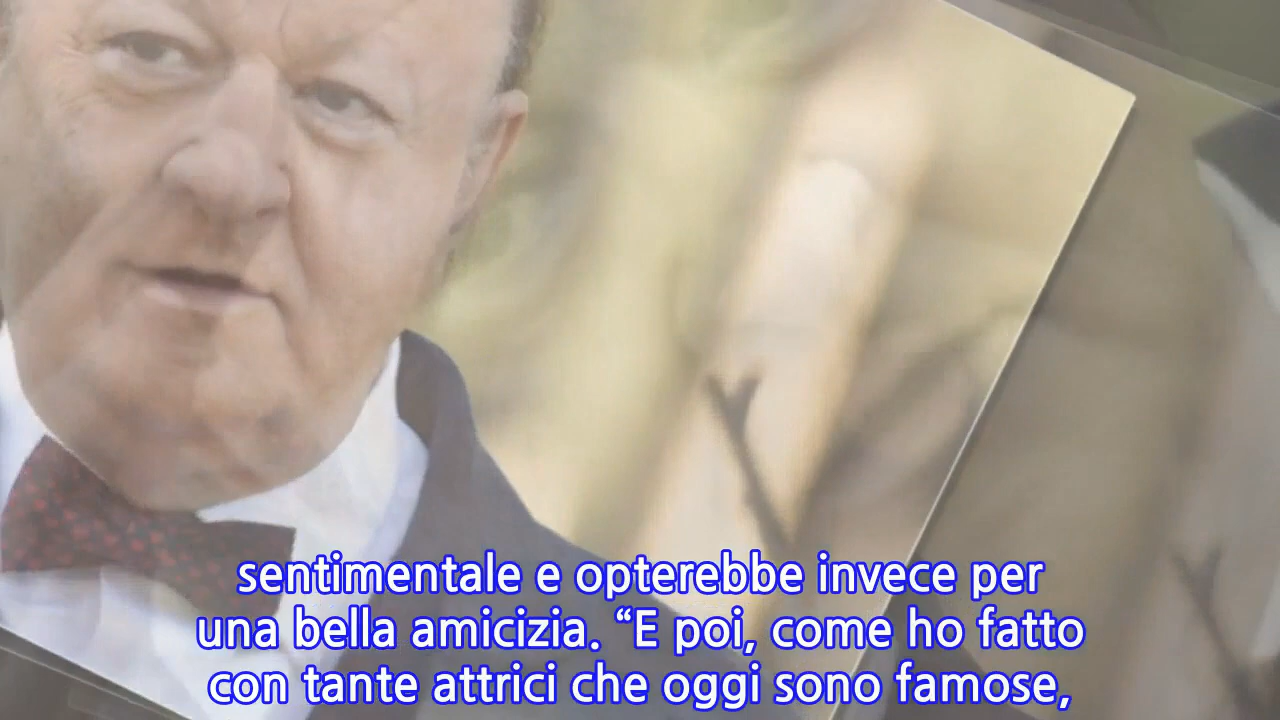 sentimentale e opterebbe invece per
una bella amicizia. “E poi, come ho fatto
con tante attrici che oggi sono famose,